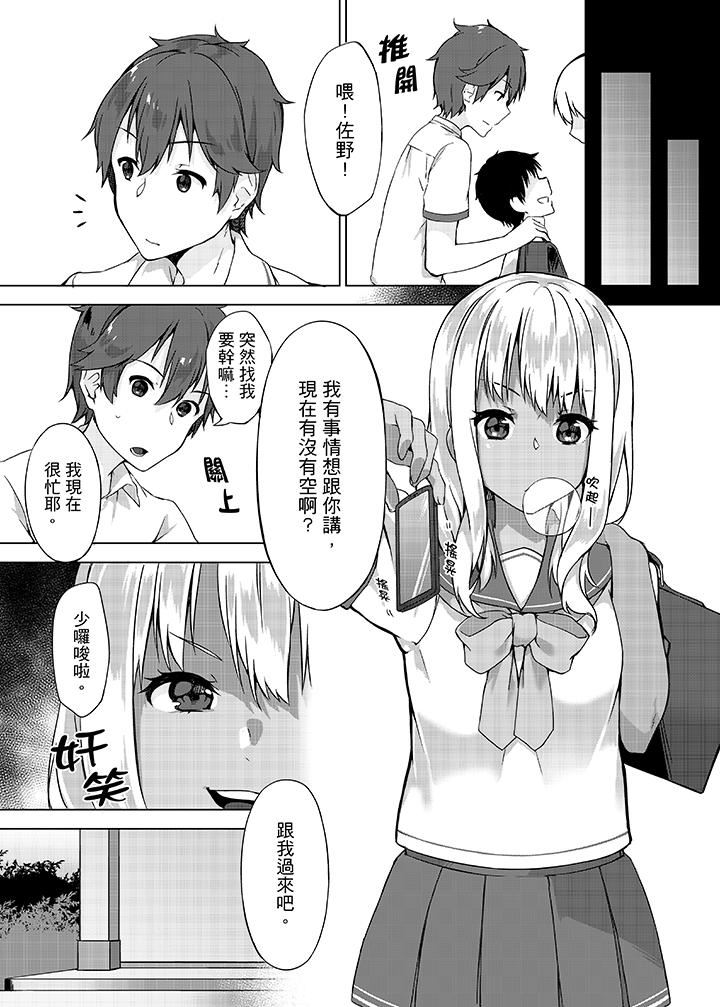 推開
喂！佐野！
我有事情想跟你講，
現在有沒有空啊？
吹起—
搖晃
搖晃
突然找我
要幹嘛…
關上
我現在
很忙耶。
少囉唆啦。
奸笑
跟我過來吧。